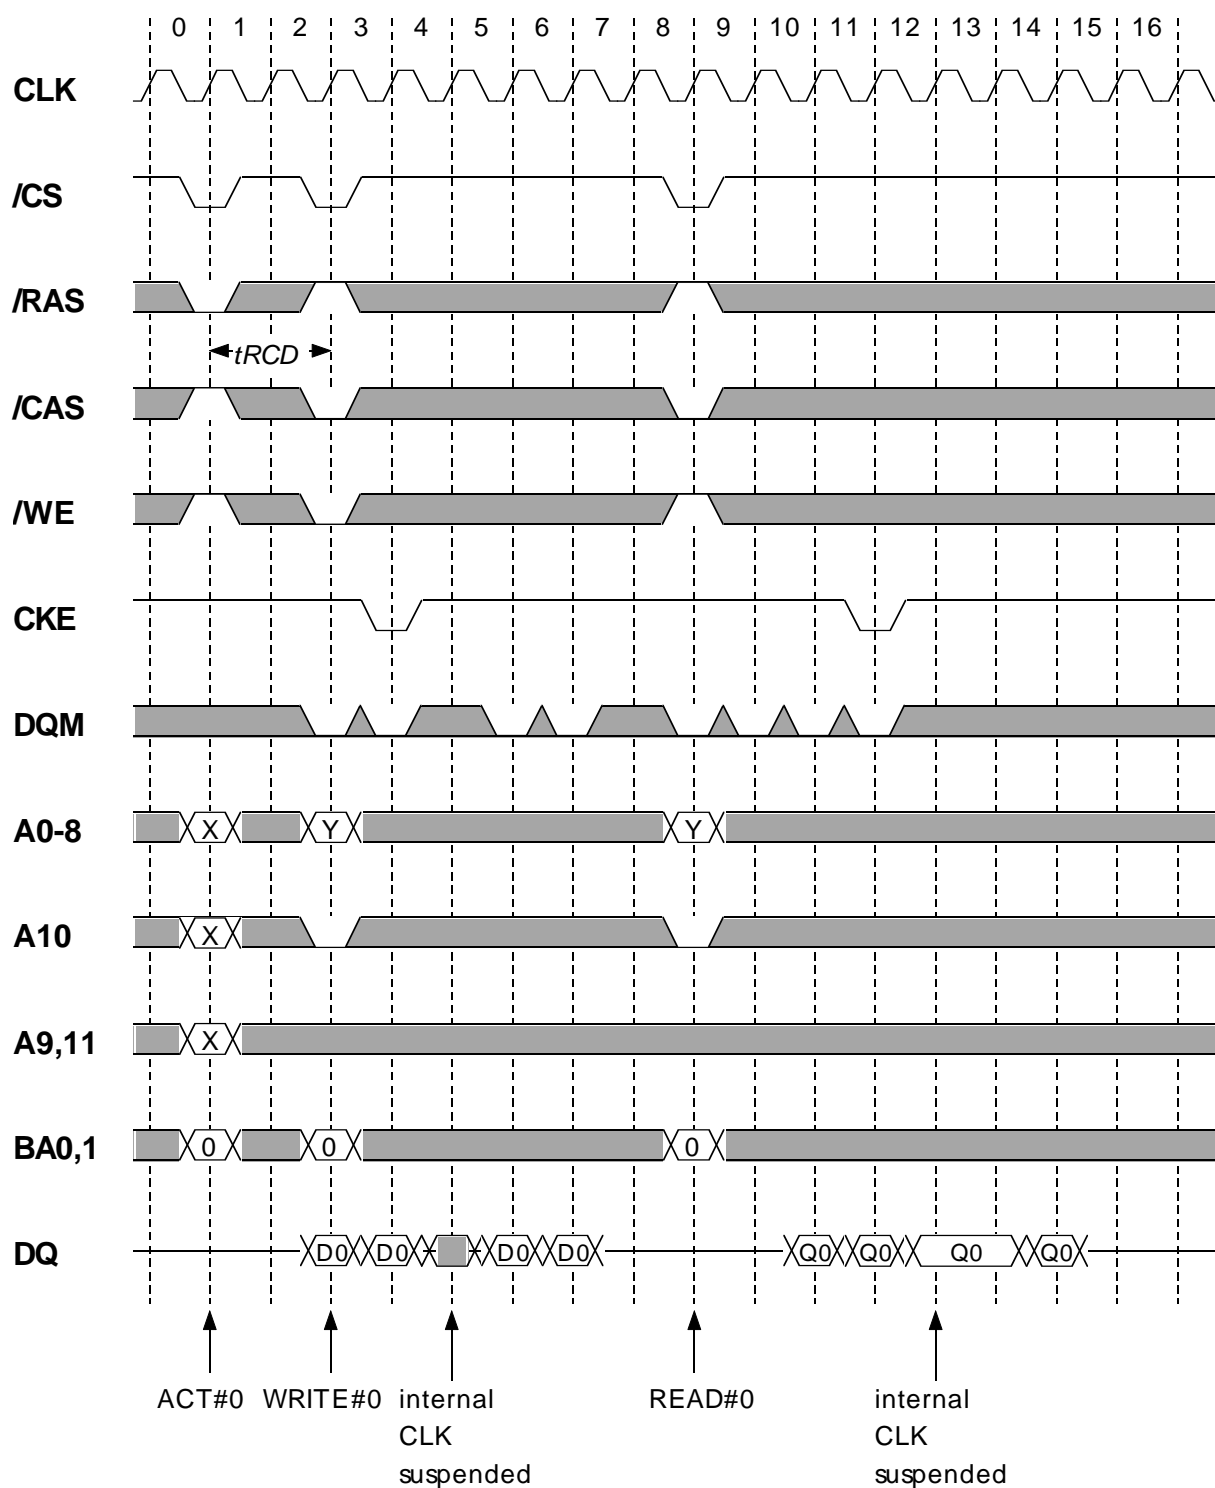 0 1 2 3 4 5 6 7 8 9 10 11 12 13 14 15 16
CLK
/CS
/RAS
tRCD
/CAS
/WE
CKE
DQM
A0-8 X Y Y
A10 X
A9,11 X
BA0,1 0 0 0
DQ D0 D0 D0 D0 Q0 Q0 Q0 Q0
ACT#0 WRITE#0 internal READ#0 internal
CLK CLK
suspended suspended